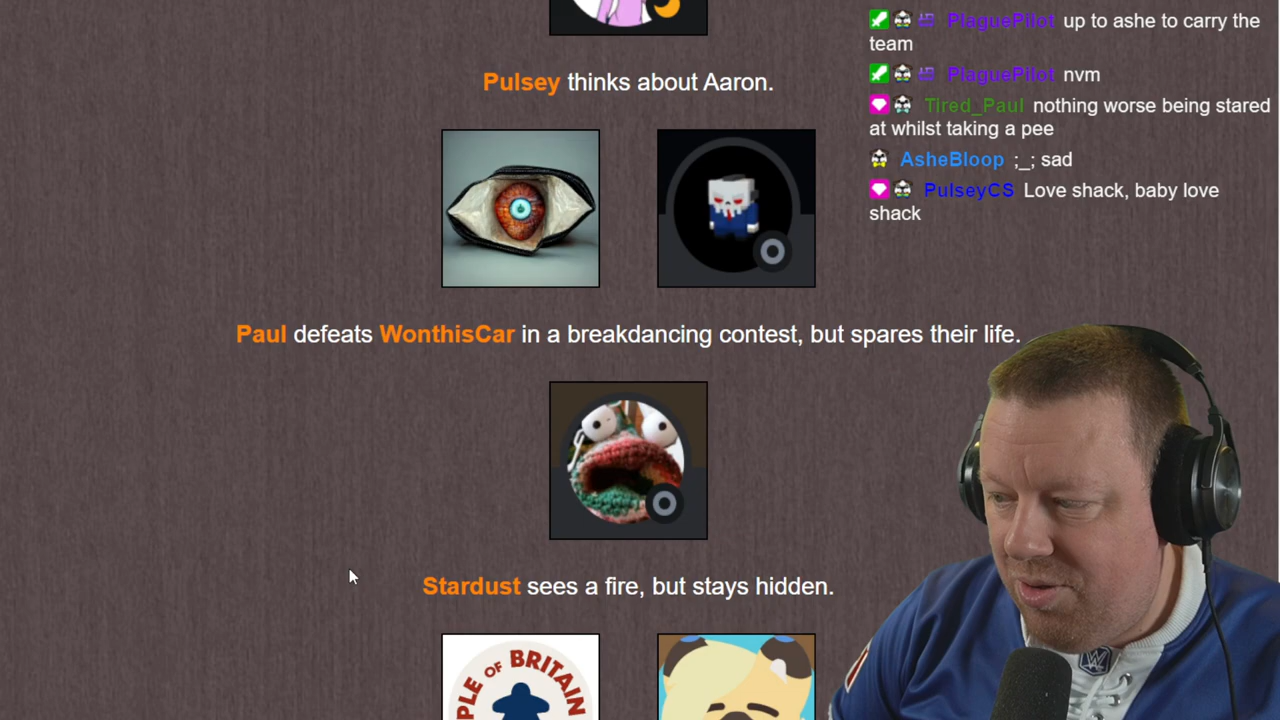 PlaguePilot up to ashe to carry the
team
PlaguePilot nvm
Tired_Paul nothing worse being stared
at whilst taking a pee
AsheBloop ;_; sad
PulseyCS Love shack, baby love
shack
Pulsey thinks about Aaron.
Paul defeats WonthisCar in a breakdancing contest, but spares their life.
Stardust sees a fire, but stays hidden.
PLE OF BRITAIN